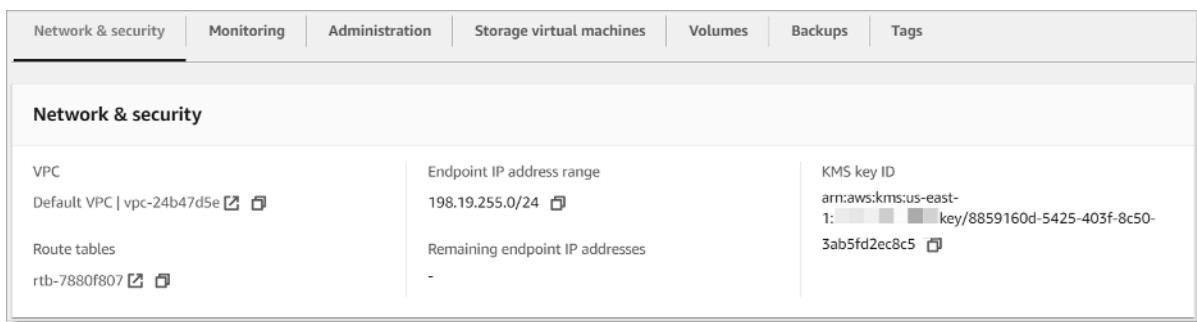 Network & security Monitoring Administration Storage virtual machines Volumes Backups Tags
Network & security
VPC
Default VPC | vpc-24b47d5e
Route tables
rtb-7880f807
Endpoint IP address range
198.19.255.0/24
Remaining endpoint IP addresses
-
KMS key ID
arn:aws:kms:us-east-
1: key/8859160d-5425-403f-8c50-
3ab5fd2ec8c5